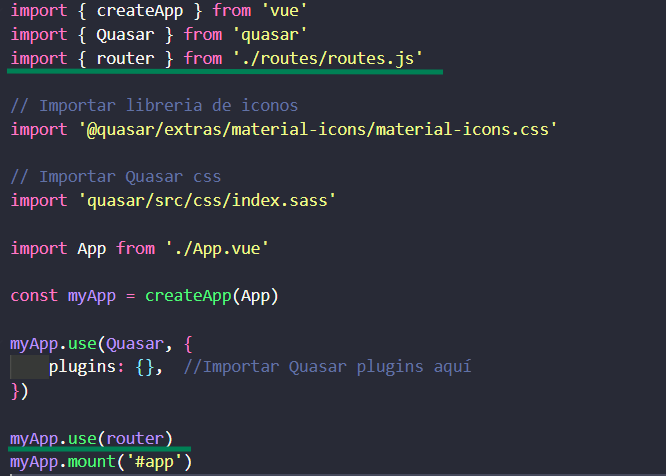 import { createApp } from 'vue'
import { Quasar } from 'quasar'
import { router } from './routes/routes.js'
// Importar libreria de iconos
import '@quasar/extras/material-icons/material-icons.css'
// Importar Quasar css
import 'quasar/src/css/index.sass'
import App from './App.vue'
const myApp = createApp(App)
myApp.use(Quasar, {
plugins: {}, //Importar Quasar plugins aquí
})
myApp.use(router)
myApp.mount('#app')